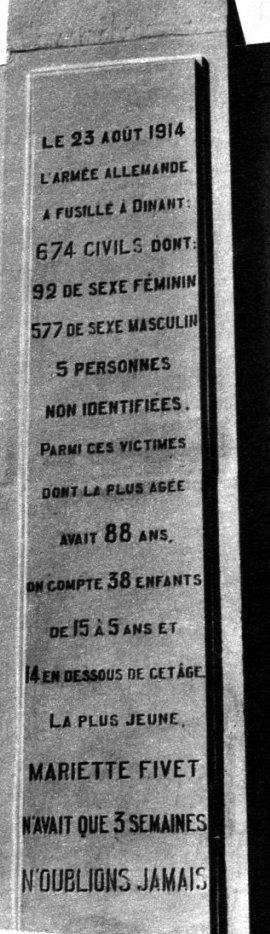 LE 23 AOÛT 1914
L'ARMÉE ALLEMANDE
A FUSILLÉ À DINANT:
674 CIVILS DONT:
92 DE SEXE FÉMININ
577 DE SEXE MASCULIN
5 PERSONNES
NON IDENTIFIEES.
PARMI CES VICTIMES
DONT LA PLUS AGÉE
AVAIT 88 ANS,
ON COMPTE 38 ENFANTS
DE 15 À 5 ANS ET
14 EN DESSOUS DE CET ÂGE.
LA PLUS JEUNE,
MARIETTE FIVET
N'AVAIT QUE 3 SEMAINES
N'OUBLIONS JAMAIS